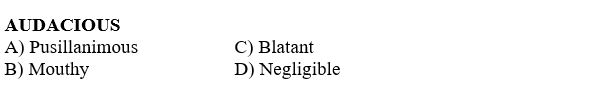 AUDACIOUS
A) Pusillanimous C) Blatant
B) Mouthy D) Negligible